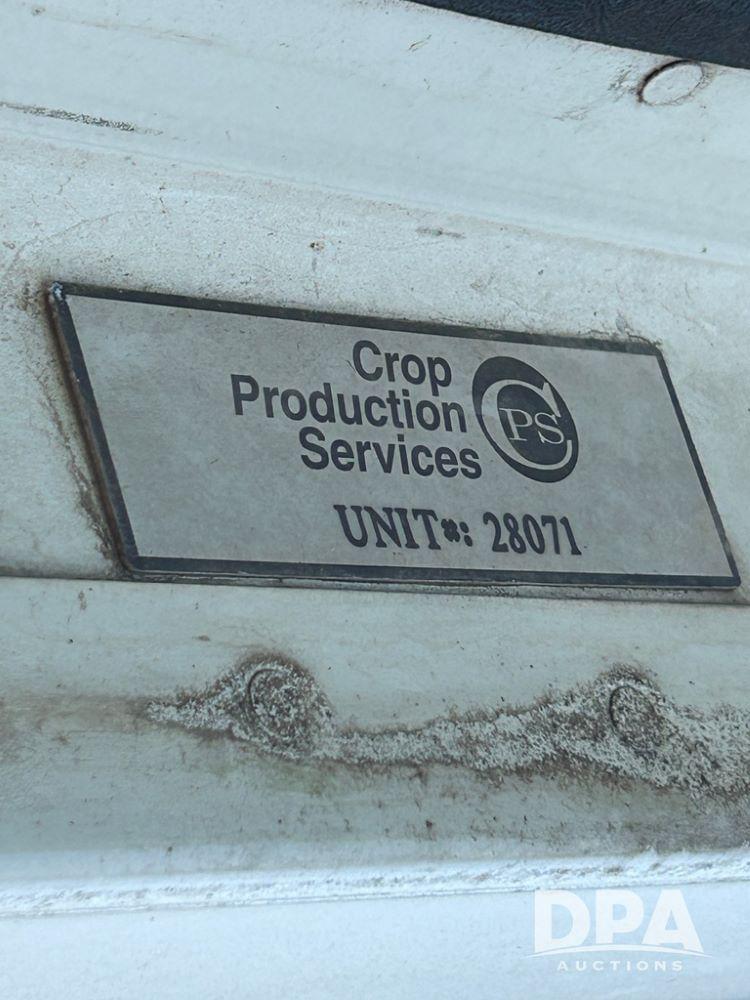 Crop
Production
Services
CPS
UNIT#: 28071
DPA
AUCTIONS